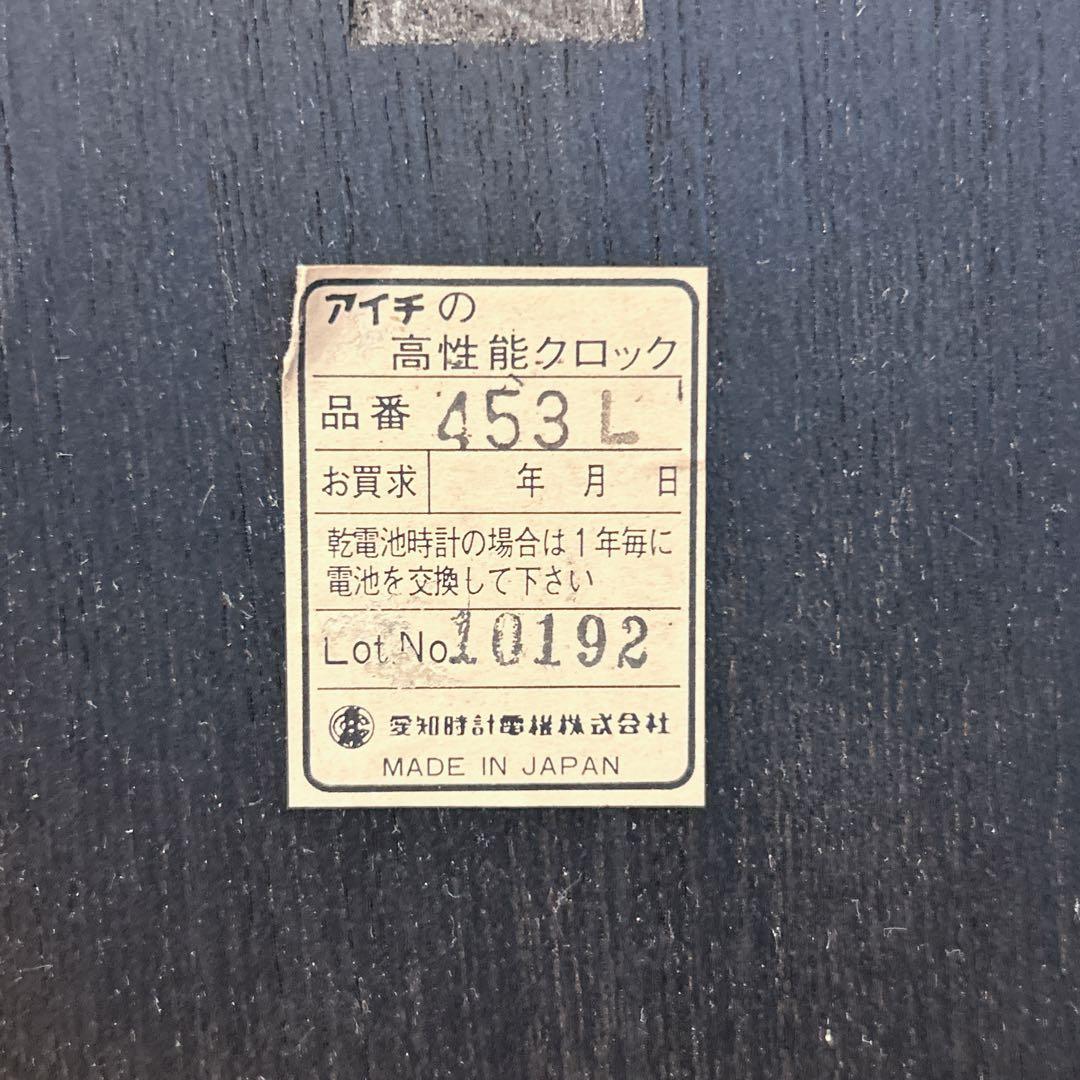 アイチの
高性能クロック
品番 453 L
お買求 年 月 日
乾電池時計の場合は1年毎に
電池を交換して下さい
Lot No 10192
愛知時計電機株式会社
MADE IN JAPAN